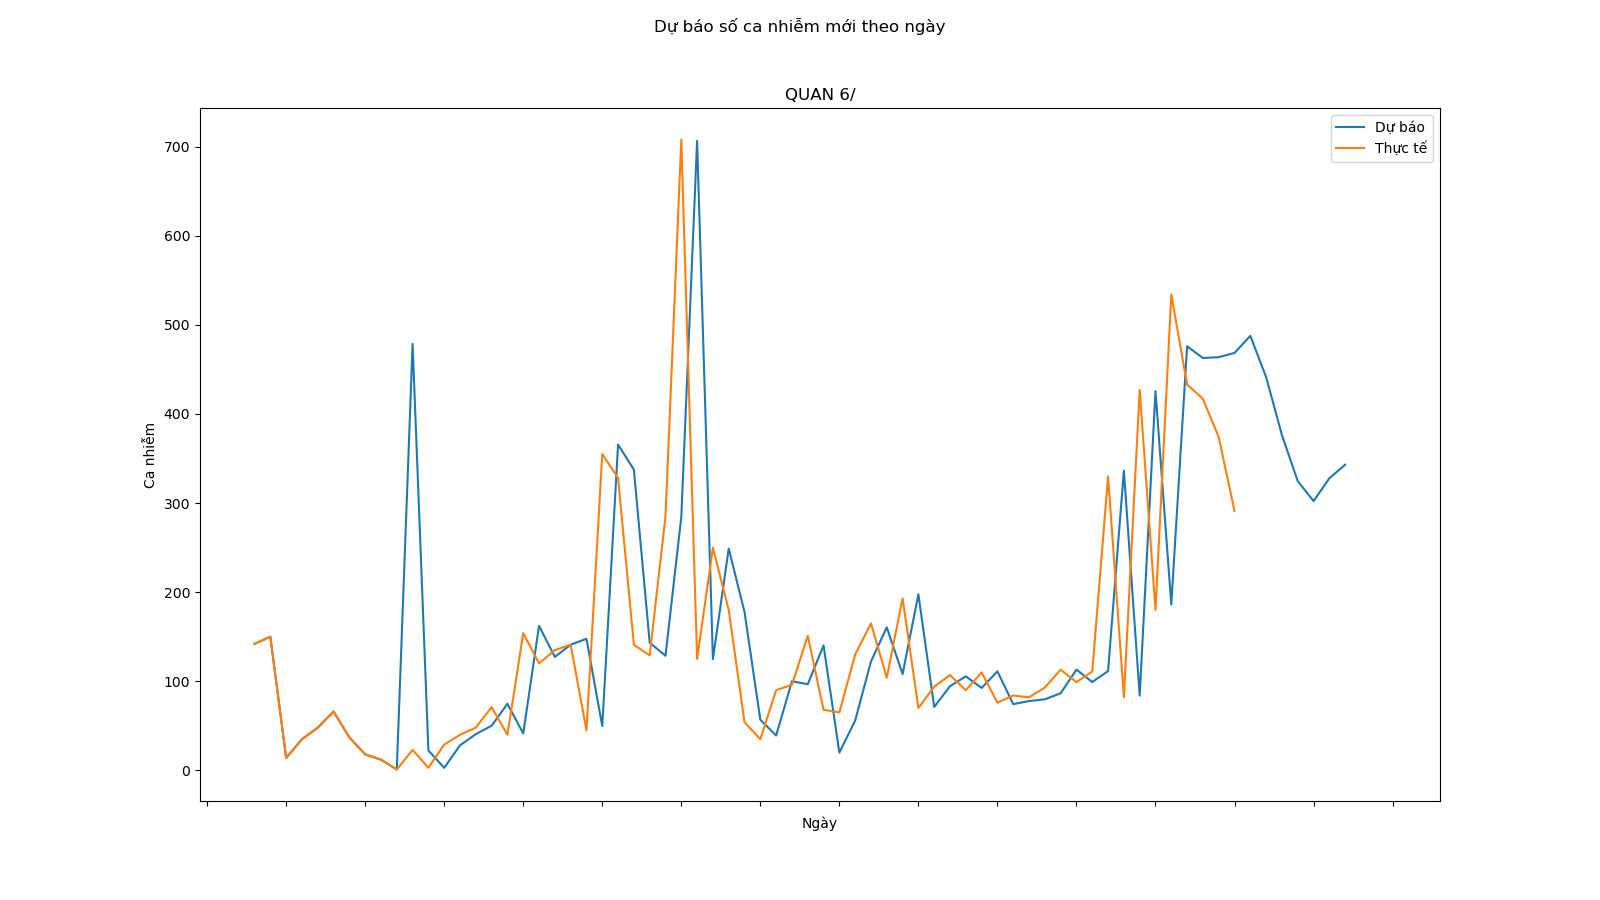 Dự báo số ca nhiễm mới theo ngày
QUAN 6/
Dự báo
Thực tế
700
600
500
400
300
200
100
0
Ca nhiễm
Ngày